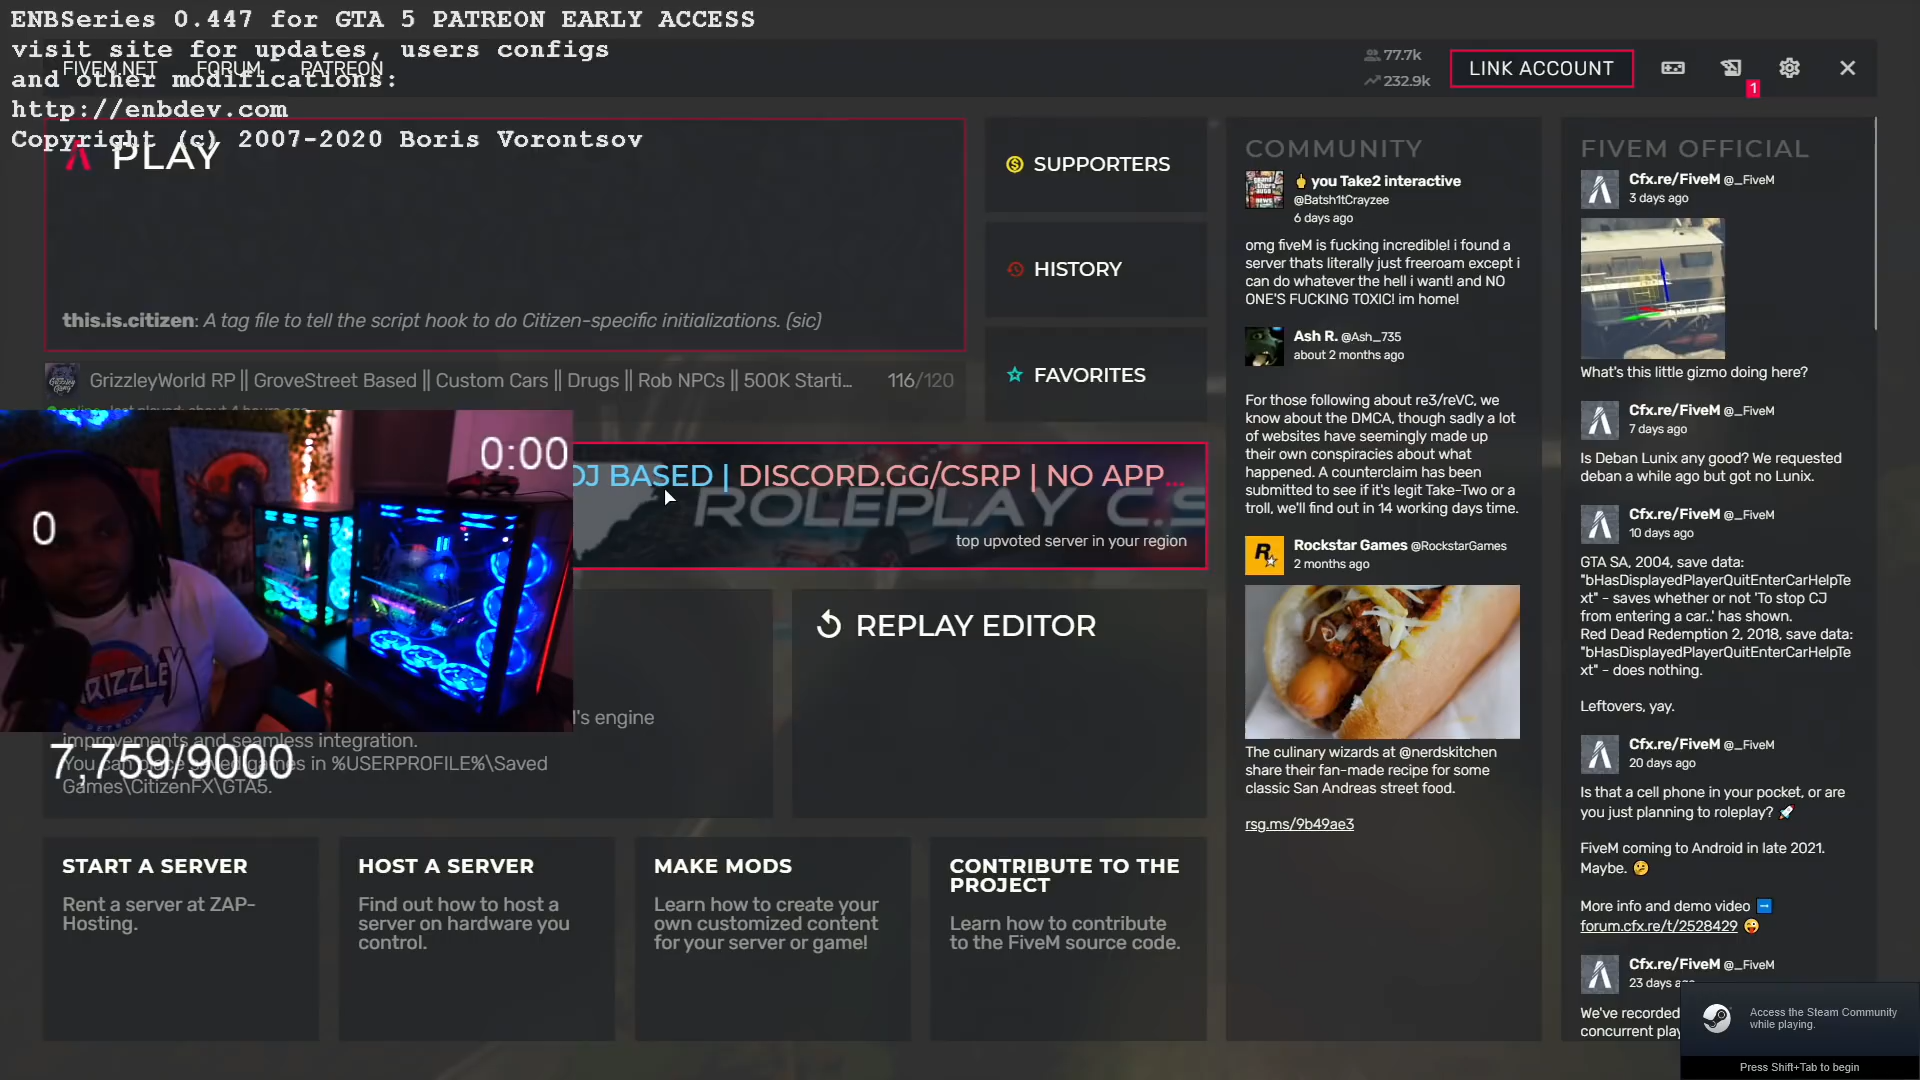 ENBSeries 0.447 for GTA 5 PATREON EARLY ACCESS
visit site for updates, users configs
and other modifications:
http://enbdev.com
Copyright (c) 2007-2020 Boris Vorontsov
FIVEM.NET
FORUM
PATREON
77.7k
232.9k
LINK ACCOUNT
1
PLAY
this.is.citizen: A tag file to tell the script hook to do Citizen-specific initializations. (sic)
GrizzleyWorld RP || GroveStreet Based || Custom Cars || Drugs || Rob NPCs || 500K Starti...
116/120
SUPPORTERS
HISTORY
FAVORITES
0:00
0
GRIZZLEY
DETROIT
DJ BASED | DISCORD.GG/CSRP | NO APP...
ROLEPLAY C.S
top upvoted server in your region
REPLAY EDITOR
's engine
improvements and seamless integration.
You can place saved games in %USERPROFILE%\Saved
Games\CitizenFX\GTA5.
7,759/9000
START A SERVER
Rent a server at ZAP-
Hosting.
HOST A SERVER
Find out how to host a
server on hardware you
control.
MAKE MODS
Learn how to create your
own customized content
for your server or game!
CONTRIBUTE TO THE
PROJECT
Learn how to contribute
to the FiveM source code.
COMMUNITY
🖕 you Take2 interactive
@Batsh1tCrayzee
6 days ago
omg fiveM is fucking incredible! i found a
server thats literally just freeroam except i
can do whatever the hell i want! and NO
ONE'S FUCKING TOXIC! im home!
Ash R. @Ash_735
about 2 months ago
For those following about re3/reVC, we
know about the DMCA, though sadly a lot
of websites have seemingly made up
their own conspiracies about what
happened. A counterclaim has been
submitted to see if it's legit Take-Two or a
troll, we'll find out in 14 working days time.
Rockstar Games @RockstarGames
2 months ago
The culinary wizards at @nerdskitchen
share their fan-made recipe for some
classic San Andreas street food.
rsg.ms/9b49ae3
FIVEM OFFICIAL
Cfx.re/FiveM @_FiveM
3 days ago
What's this little gizmo doing here?
Cfx.re/FiveM @_FiveM
7 days ago
Is Deban Lunix any good? We requested
deban a while ago but got no Lunix.
Cfx.re/FiveM @_FiveM
10 days ago
GTA SA, 2004, save data:
"bHasDisplayedPlayerQuitEnterCarHelpTe
xt" - saves whether or not 'To stop CJ
from entering a car..' has shown.
Red Dead Redemption 2, 2018, save data:
"bHasDisplayedPlayerQuitEnterCarHelpTe
xt" - does nothing.
Leftovers, yay.
Cfx.re/FiveM @_FiveM
20 days ago
Is that a cell phone in your pocket, or are
you just planning to roleplay? 🚀
FiveM coming to Android in late 2021.
Maybe. 🤔
More info and demo video ➡
forum.cfx.re/t/2528429 😜
Cfx.re/FiveM @_FiveM
23 days
We've recorded
concurrent
Access the Steam Community
while playing.
Press Shift+Tab to begin